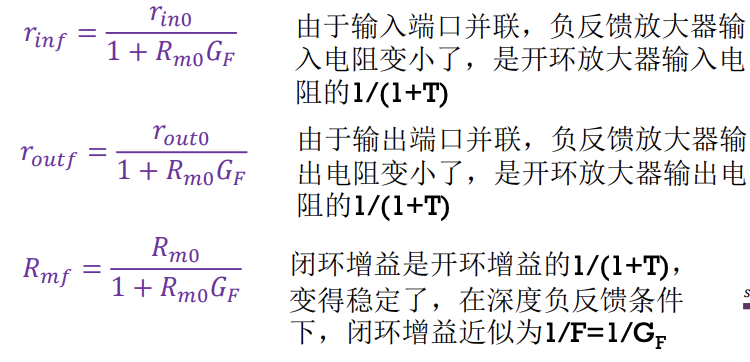 r_{inf} = \frac{r_{in0}}{1 + R_{m0}G_F}
由于输入端口并联，负反馈放大器输
入电阻变小了，是开环放大器输入电
阻的1/(1+T)
r_{outf} = \frac{r_{out0}}{1 + R_{m0}G_F}
由于输出端口并联，负反馈放大器输
出电阻变小了，是开环放大器输出电
阻的1/(1+T)
R_{mf} = \frac{R_{m0}}{1 + R_{m0}G_F}
闭环增益是开环增益的1/(1+T)，
变得稳定了，在深度负反馈条件
下，闭环增益近似为1/F=1/G_F
s